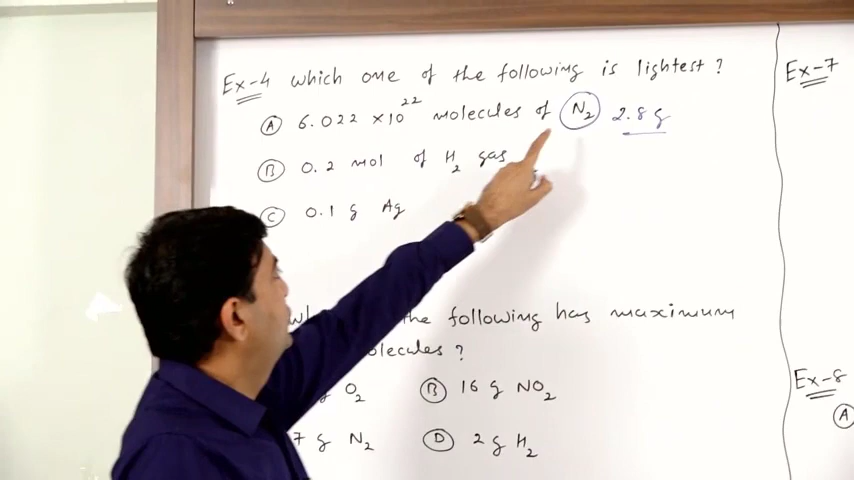 Ex-4 which one of the following is lightest ?
(A) 6.022 ×10²² molecules of N₂ 2.8 g
(B) 0.2 mol of H₂ gas
(C) 0.1 g Ag
the following has maximum
molecules ?
g O₂ (B) 16 g NO₂
7 g N₂ (D) 2 g H₂
Ex-7
Ex-8
(A)